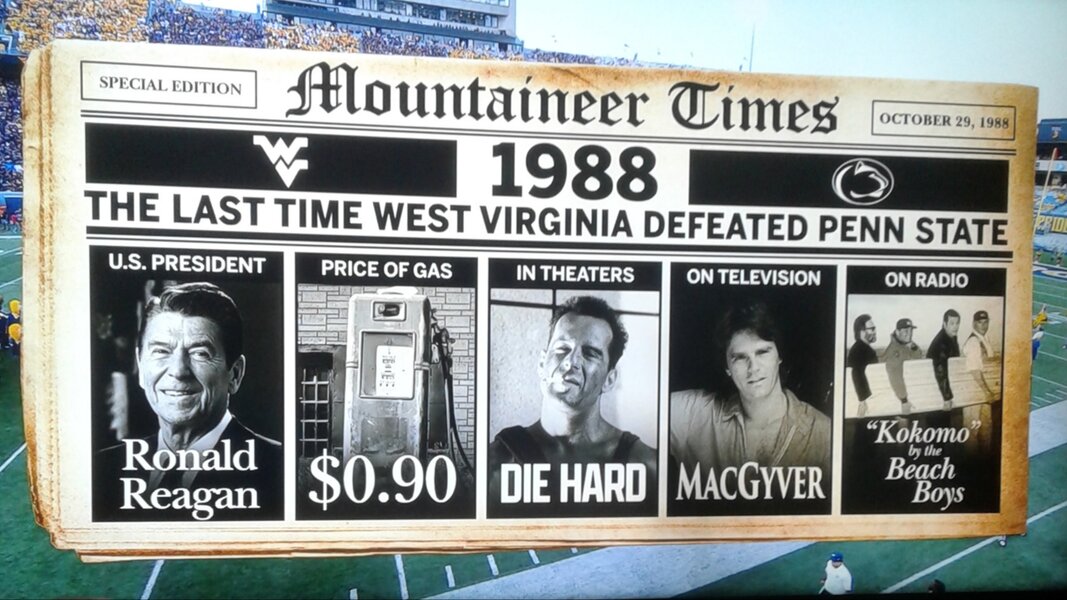 SPECIAL EDITION
Mountaineer Times
OCTOBER 29, 1988
WV
1988
THE LAST TIME WEST VIRGINIA DEFEATED PENN STATE
U.S. PRESIDENT
Ronald
Reagan
PRICE OF GAS
$0.90
IN THEATERS
DIE HARD
ON TELEVISION
MACGYVER
ON RADIO
“Kokomo”
by the
Beach
Boys